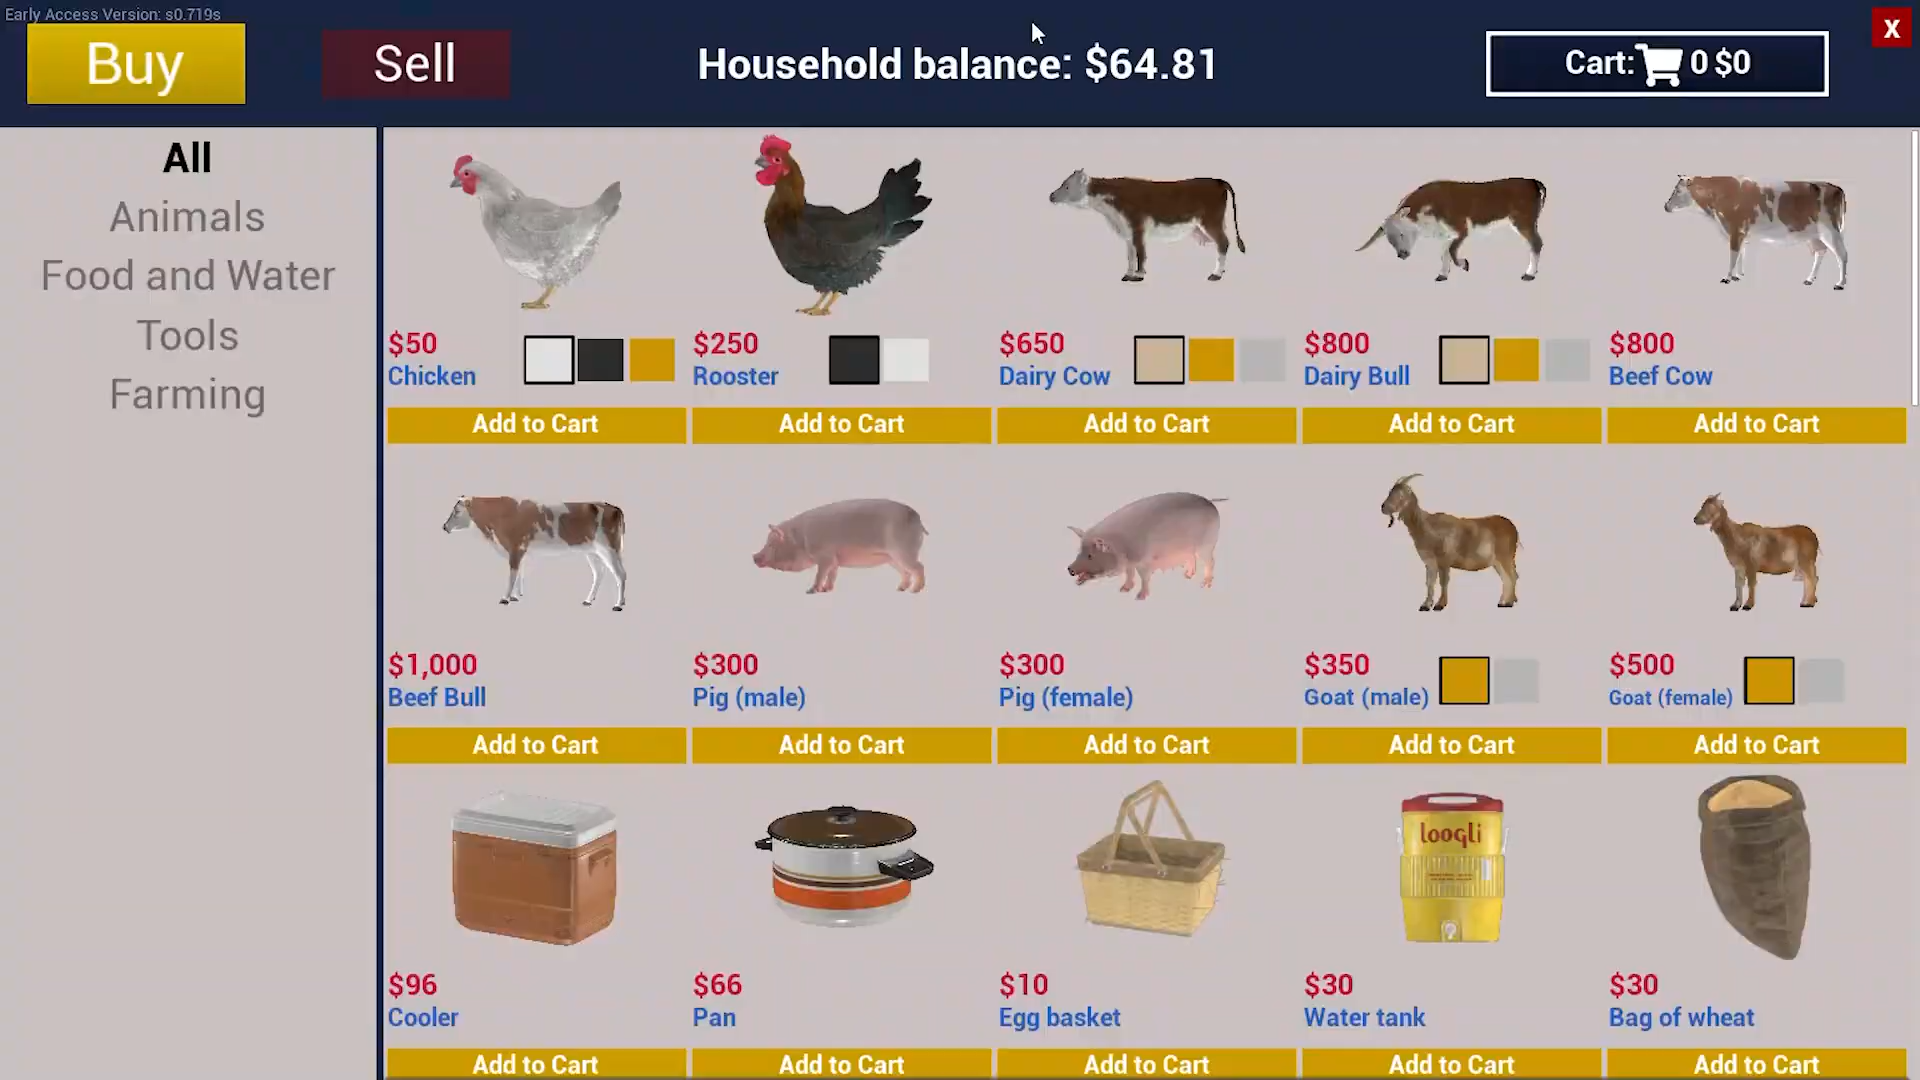 Early Access Version: s0.719s
Buy
Sell
Household balance: $64.81
Cart: 0 $0
X
All
Animals
Food and Water
Tools
Farming
$50
Chicken
Add to Cart
$250
Rooster
Add to Cart
$650
Dairy Cow
Add to Cart
$800
Dairy Bull
Add to Cart
$800
Beef Cow
Add to Cart
$1,000
Beef Bull
Add to Cart
$300
Pig (male)
Add to Cart
$300
Pig (female)
Add to Cart
$350
Goat (male)
Add to Cart
$500
Goat (female)
Add to Cart
$96
Cooler
Add to Cart
$66
Pan
Add to Cart
$10
Egg basket
Add to Cart
loogli
$30
Water tank
Add to Cart
$30
Bag of wheat
Add to Cart